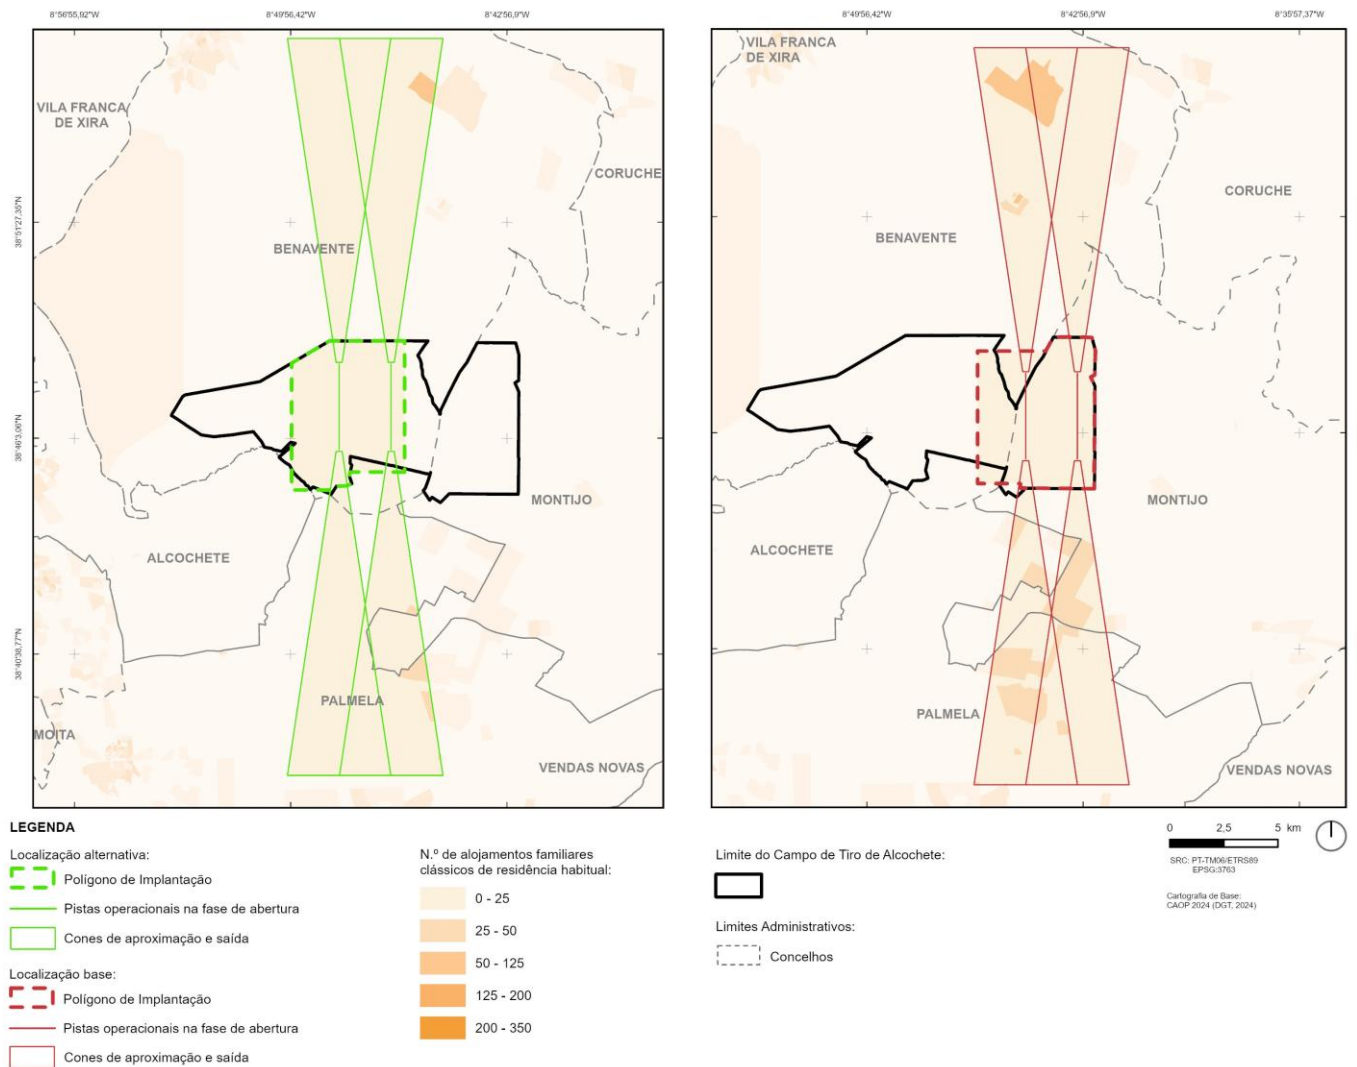 8°56'55,92"W
8°49'56,42"W
8°42'56,9"W
8°49'56,42"W
8°42'56,9"W
8°35'57,37"W
38°51'27,35"N
38°46'3,06"N
38°40'38,77"N
VILA FRANCA
DE XIRA
CORUCHE
BENAVENTE
MONTIJO
ALCOCHETE
PALMELA
MOITA
VENDAS NOVAS
VILA FRANCA
DE XIRA
CORUCHE
BENAVENTE
MONTIJO
ALCOCHETE
PALMELA
VENDAS NOVAS
LEGENDA
Localização alternativa:
Polígono de Implantação
Pistas operacionais na fase de abertura
Cones de aproximação e saída
Localização base:
Polígono de Implantação
Pistas operacionais na fase de abertura
Cones de aproximação e saída
N.º de alojamentos familiares
clássicos de residência habitual:
0 - 25
25 - 50
50 - 125
125 - 200
200 - 350
Limite do Campo de Tiro de Alcochete:
Limites Administrativos:
Concelhos
0 2,5 5 km
SRC: PT-TM06/ETRS89
EPSG:3763
Cartografia de Base:
CAOP 2024 (DGT, 2024)